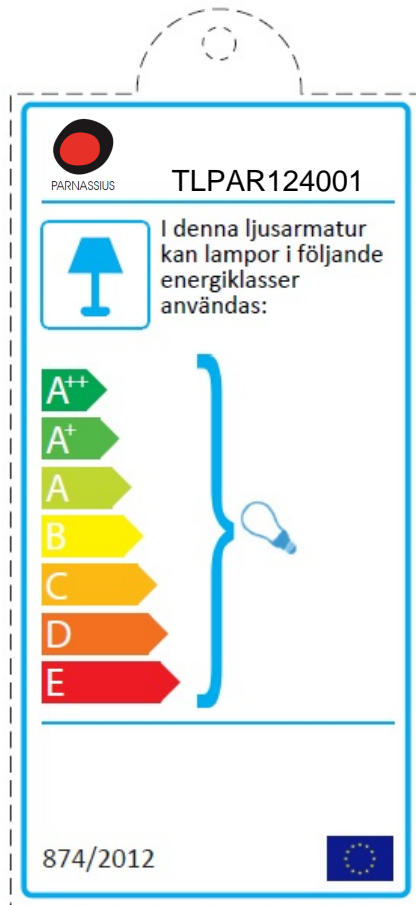 PARNASSIUS
TLPAR124001
I denna ljusarmatur
kan lampor i följande
energiklasser
användas:
A++
A+
A
B
C
D
E
874/2012